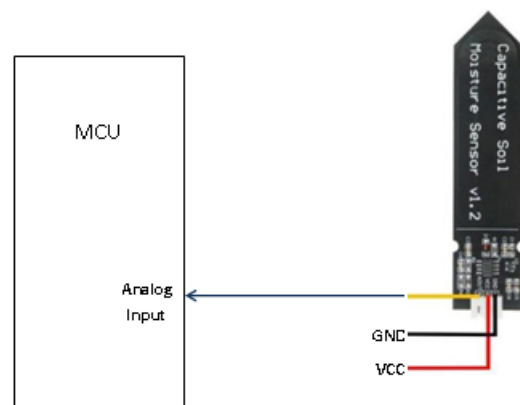 MCU
Capacitive Soil
Moisture Sensor v1.2
Analog
Input
GND
VCC